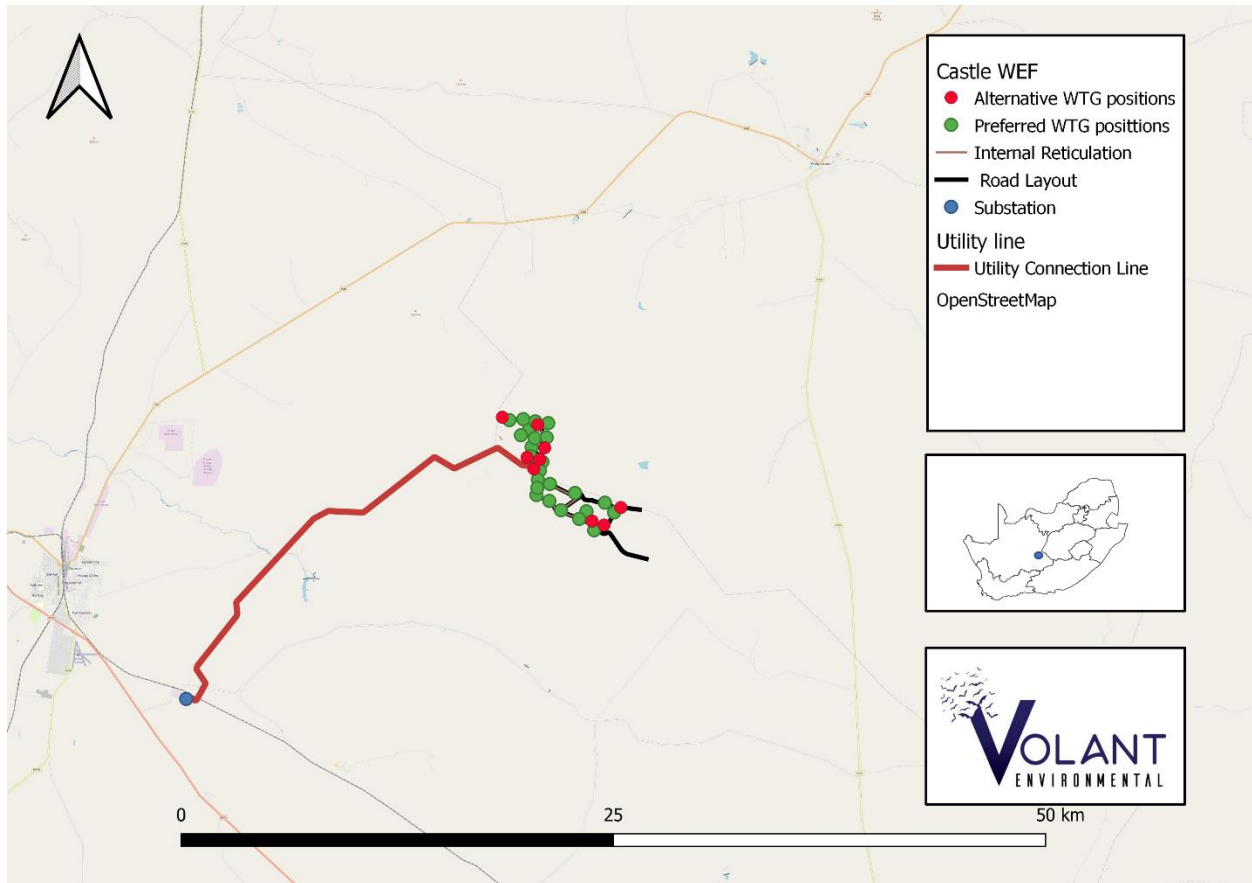 Castle WEF
Alternative WTG positions
Preferred WTG posittions
Internal Reticulation
Road Layout
Substation
Utility line
Utility Connection Line
OpenStreetMap
VOLANT
ENVIRONMENTAL
0 25 50 km